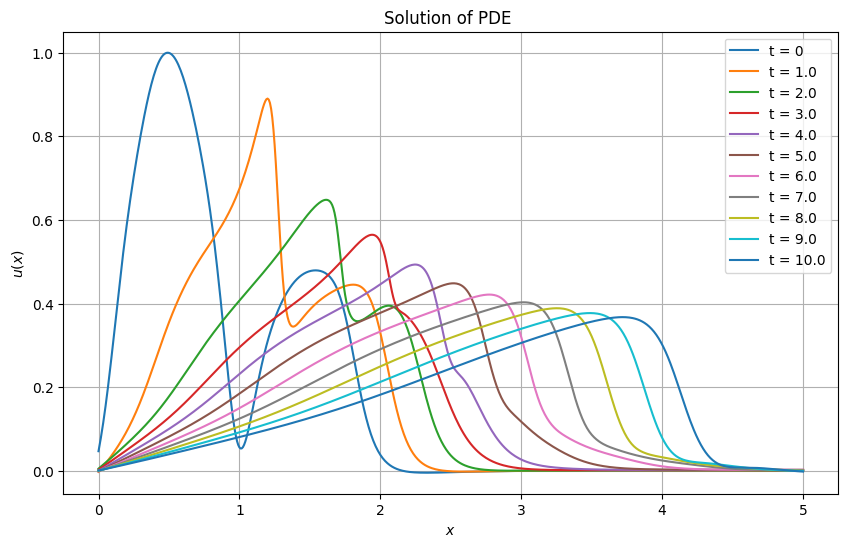 Solution of PDE
1.0
0.8
0.6
0.4
0.2
0.0
u(x)
0
1
2
3
4
5
x
t = 0
t = 1.0
t = 2.0
t = 3.0
t = 4.0
t = 5.0
t = 6.0
t = 7.0
t = 8.0
t = 9.0
t = 10.0